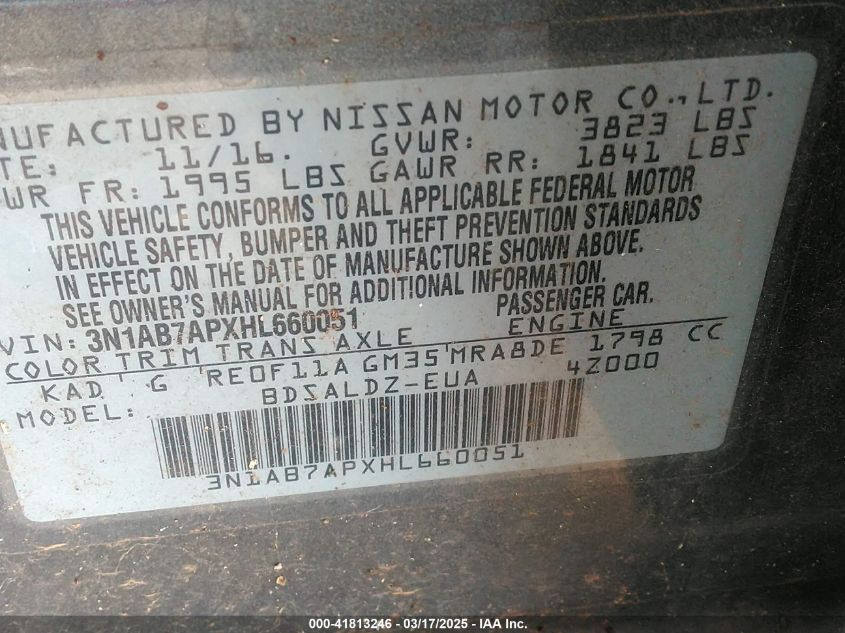 NUFACTURED BY NISSAN MOTOR CO., LTD.
TE: 11/16. GVWR: 3823 LBS
WR FR: 1995 LBS GAWR RR: 1841 LBS
THIS VEHICLE CONFORMS TO ALL APPLICABLE FEDERAL MOTOR
VEHICLE SAFETY, BUMPER AND THEFT PREVENTION STANDARDS
IN EFFECT ON THE DATE OF MANUFACTURE SHOWN ABOVE.
SEE OWNER'S MANUAL FOR ADDITIONAL INFORMATION.
VIN: 3N1AB7APXHL660051 PASSENGER CAR.
COLOR TRIM TRANS AXLE ENGINE
KAD G RE0F11A GM35 MRA8DE 1798 CC
MODEL: BDSALDZ-EUA 4Z000
3N1AB7APXHL660051
000-41813246 - 03/17/2025 - IAA Inc.